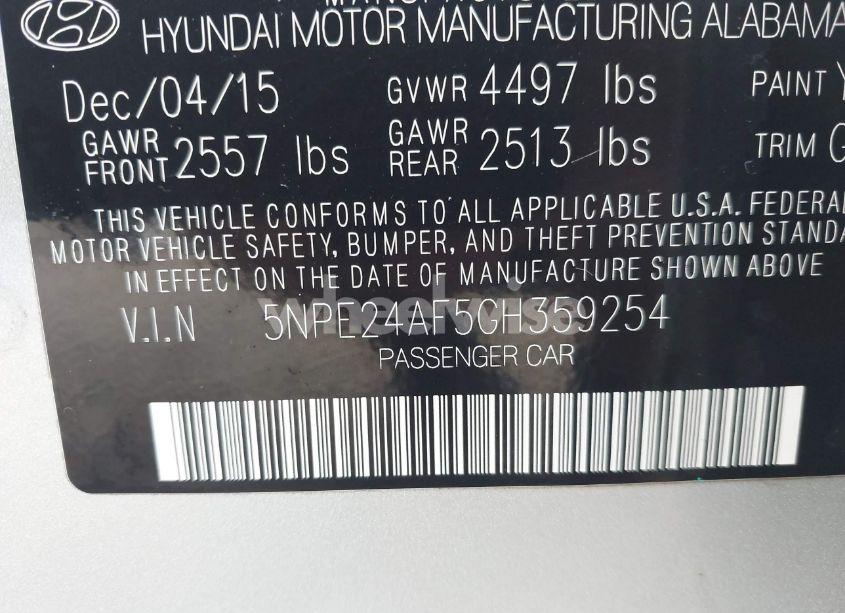 HYUNDAI MOTOR MANUFACTURING ALABAMA
Dec/04/15 GVWR 4497 lbs PAINT
GAWR FRONT 2557 lbs GAWR REAR 2513 lbs TRIM
THIS VEHICLE CONFORMS TO ALL APPLICABLE U.S.A. FEDERAL
MOTOR VEHICLE SAFETY, BUMPER, AND THEFT PREVENTION STANDA
IN EFFECT ON THE DATE OF MANUFACTURE SHOWN ABOVE
V.I.N 5NPE24AF5GH359254
wheelwise
PASSENGER CAR